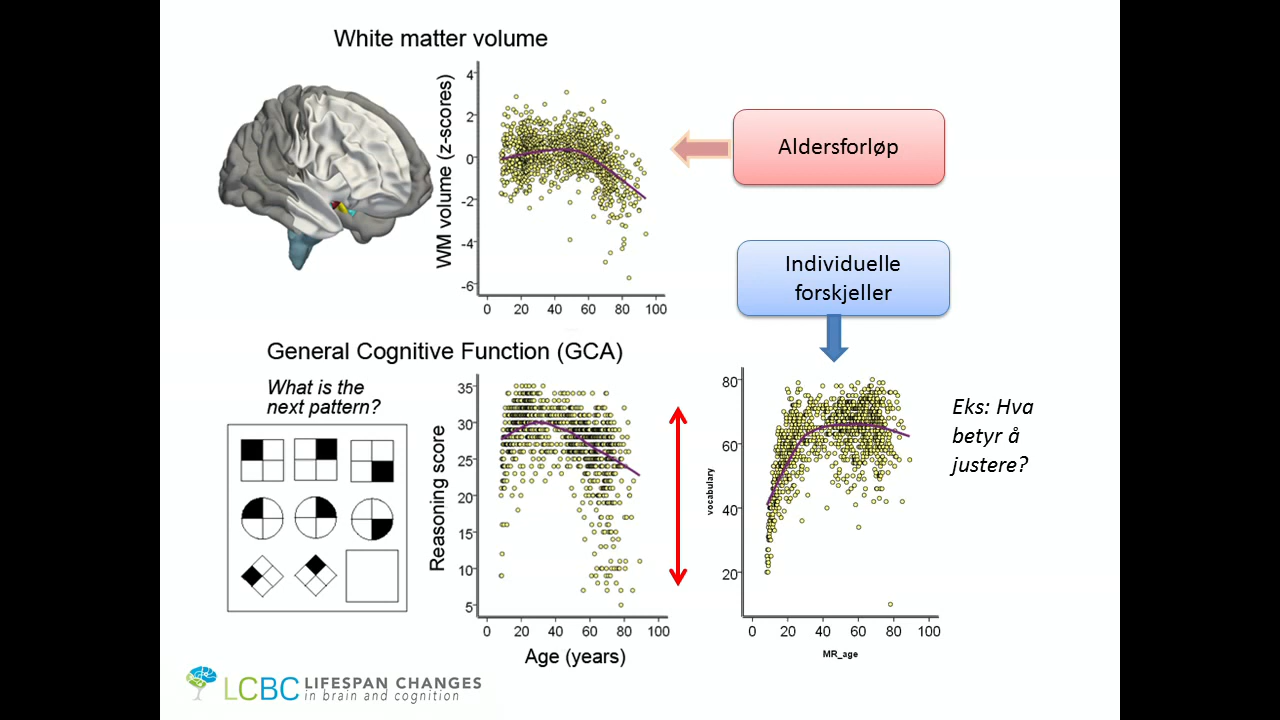 White matter volume
WM volume (z-scores)
4
2
0
-2
-4
-6
0 20 40 60 80 100
Aldersforløp
Individuelle
forskjeller
General Cognitive Function (GCA)
What is the
next pattern?
Reasoning score
35
30
25
20
15
10
5
0 20 40 60 80 100
Age (years)
vocabulary
80
60
40
20
0 20 40 60 80 100
MR_age
Eks: Hva
betyr å
justere?
LCBC LIFESPAN CHANGES
in brain and cognition